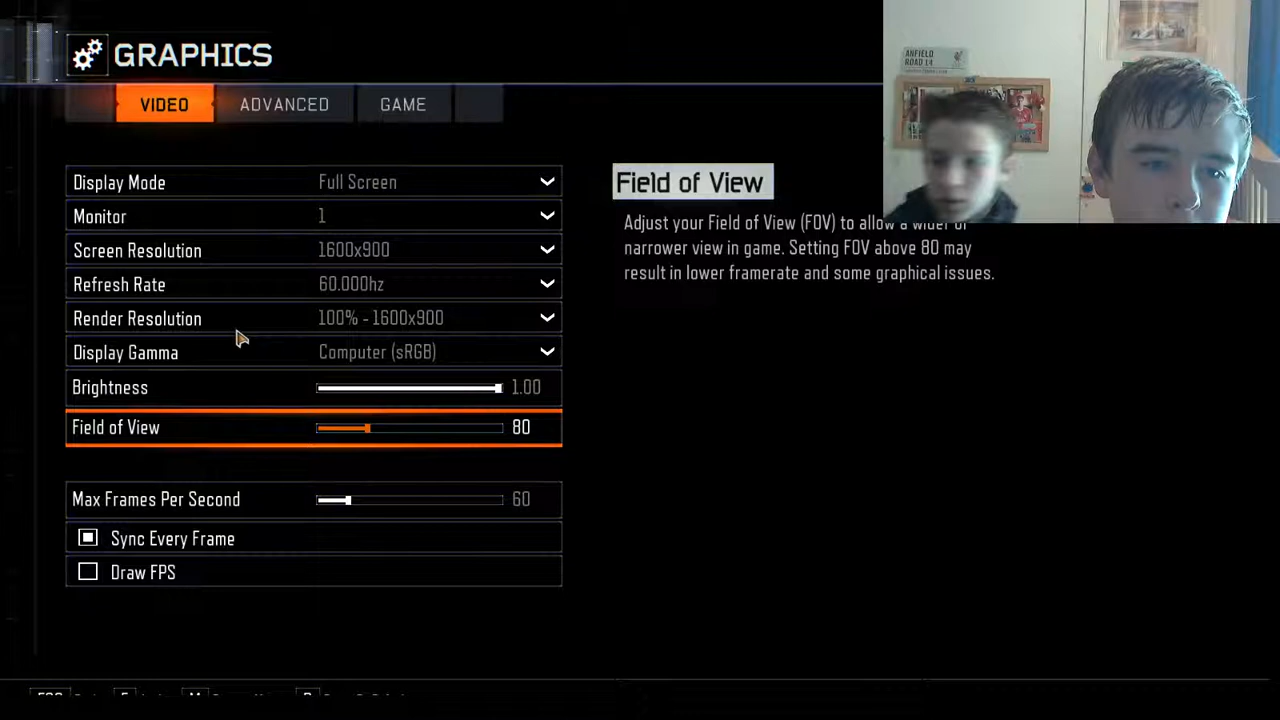 GRAPHICS
VIDEO ADVANCED GAME
Display Mode Full Screen
Monitor 1
Screen Resolution 1600x900
Refresh Rate 60.000hz
Render Resolution 100% - 1600x900
Display Gamma Computer (sRGB)
Brightness 1.00
Field of View 80
Max Frames Per Second 60
Sync Every Frame
Draw FPS
Field of View
Adjust your Field of View (FOV) to allow a wider or
narrower view in game. Setting FOV above 80 may
result in lower framerate and some graphical issues.
ANFIELD
ROAD 14